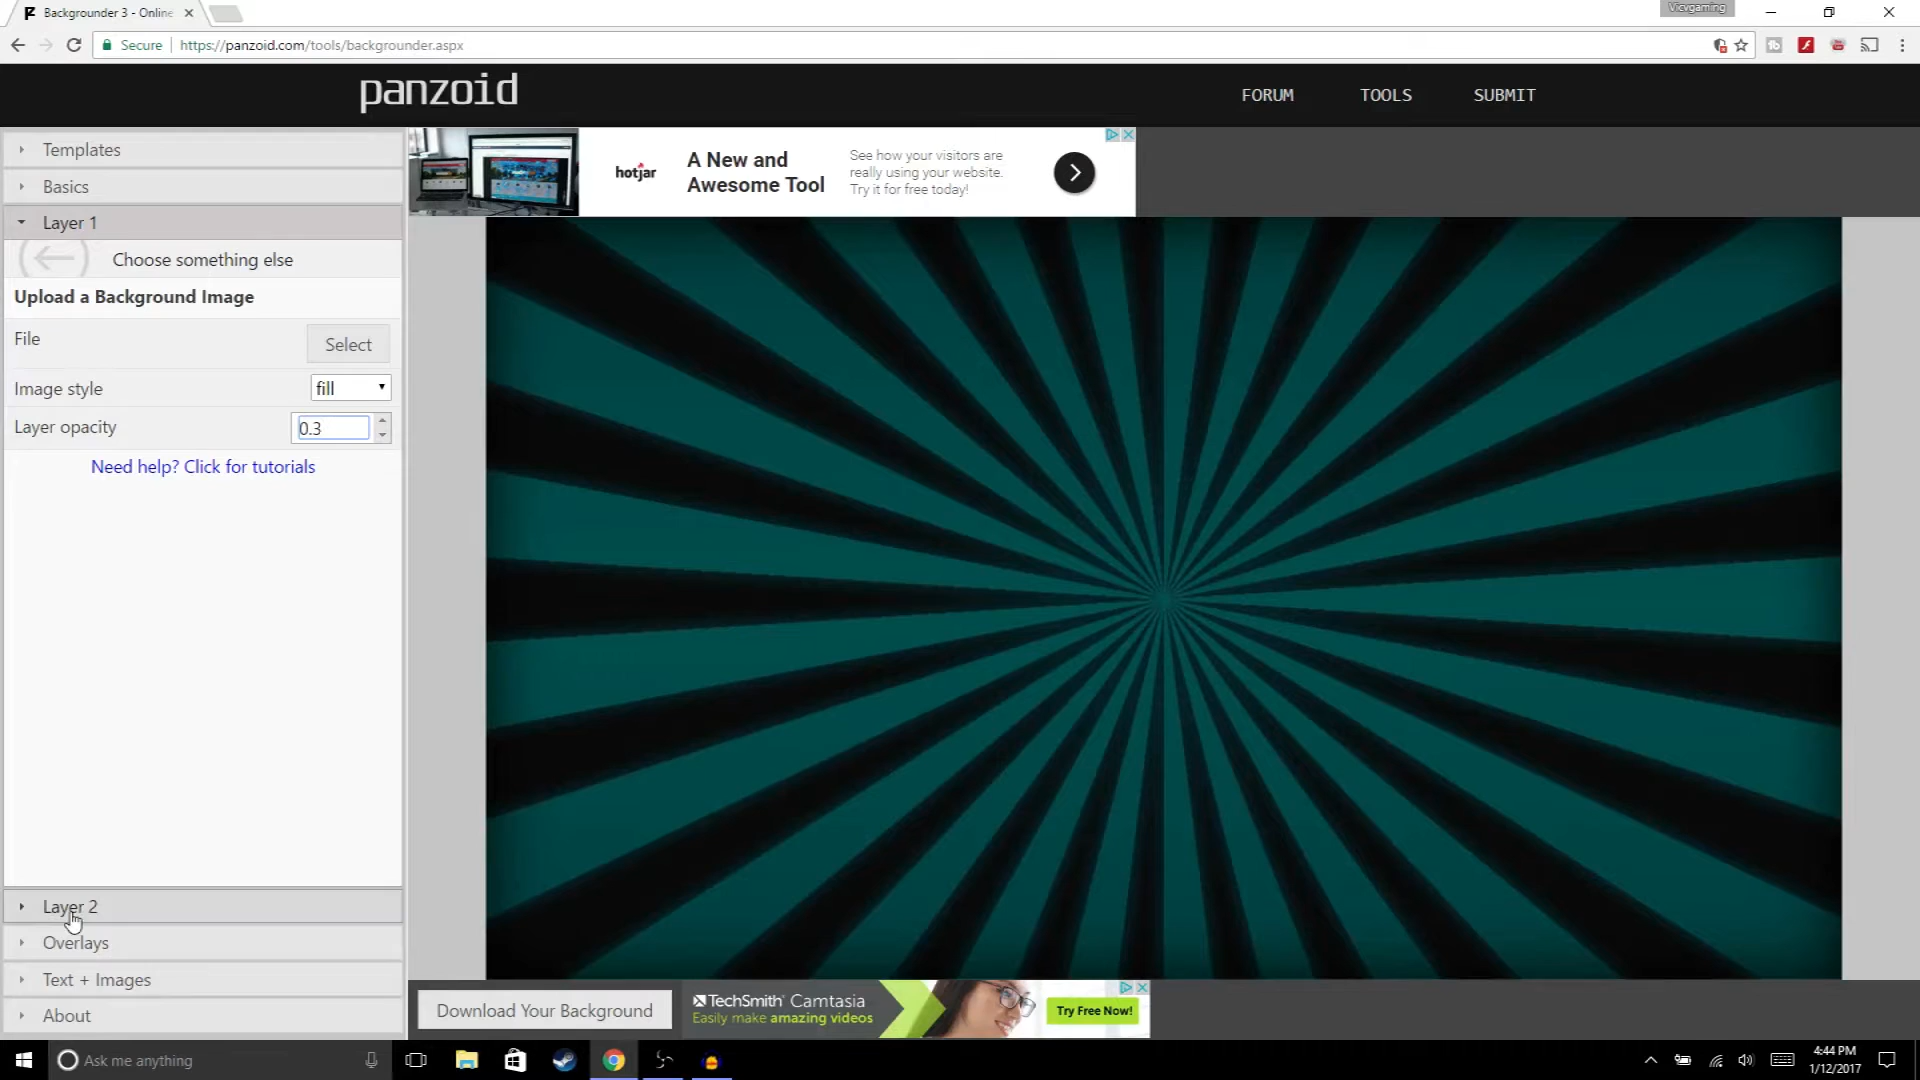 Backgrounder 3 - Online
Vicvgaming
Secure
https://panzoid.com/tools/backgrounder.aspx
panzoid
FORUM
TOOLS
SUBMIT
Templates
Basics
Layer 1
Choose something else
Upload a Background Image
File
Select
Image style
fill
Layer opacity
0.3
Need help? Click for tutorials
Layer 2
Overlays
Text + Images
About
hotjar
A New and
Awesome Tool
See how your visitors are
really using your website.
Try it for free today!
Download Your Background
TechSmith Camtasia
Easily make amazing videos
Try Free Now!
Ask me anything
4:44 PM
1/12/2017